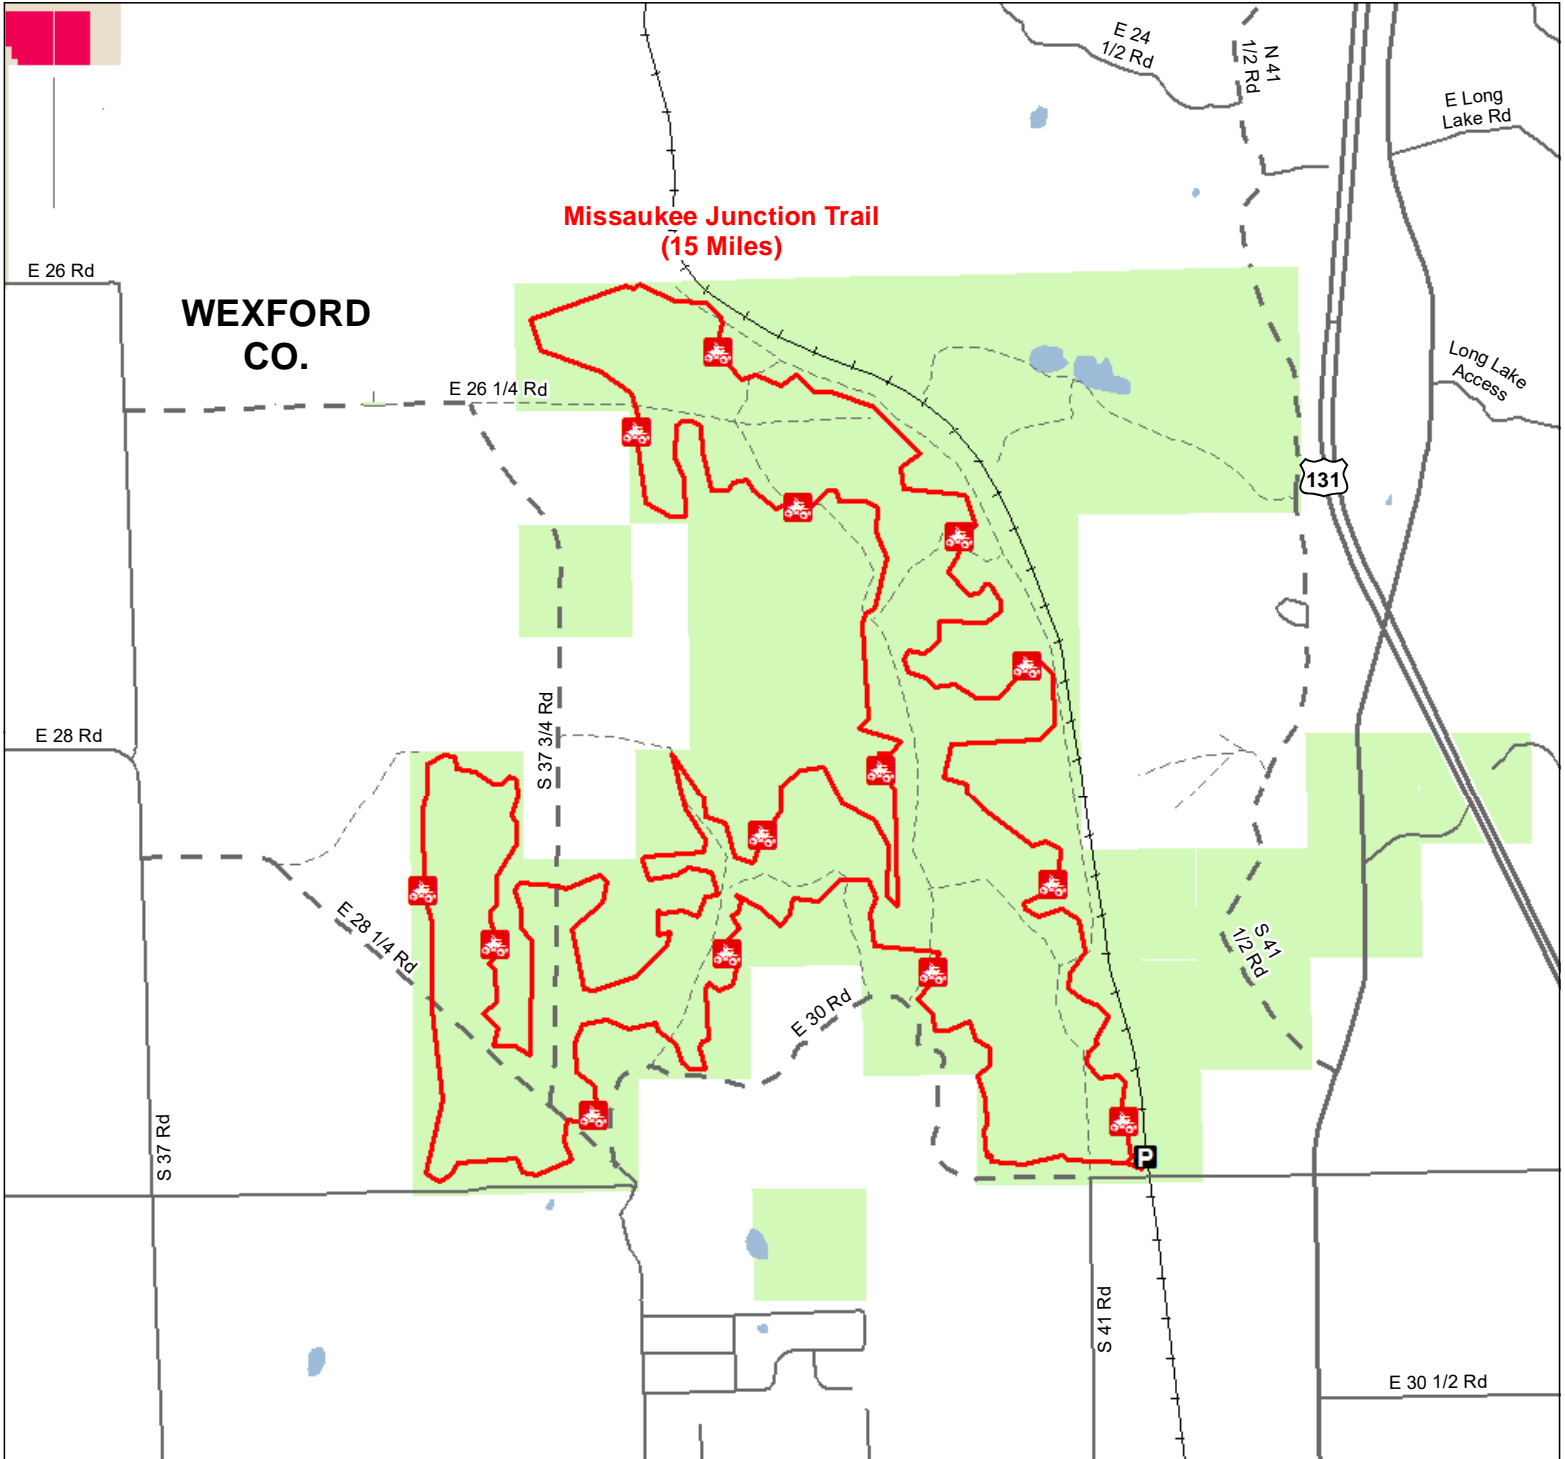 E 24
1/2 Rd
N 41
1/2 Rd
E Long
Lake Rd
Missaukee Junction Trail
(15 Miles)
E 26 Rd
WEXFORD
CO.
E 26 1/4 Rd
Long Lake
Access
131
S 37 3/4 Rd
E 28 Rd
E 28 1/4 Rd
S 41
1/2 Rd
E 30 Rd
S 37 Rd
P
S 41 Rd
E 30 1/2 Rd